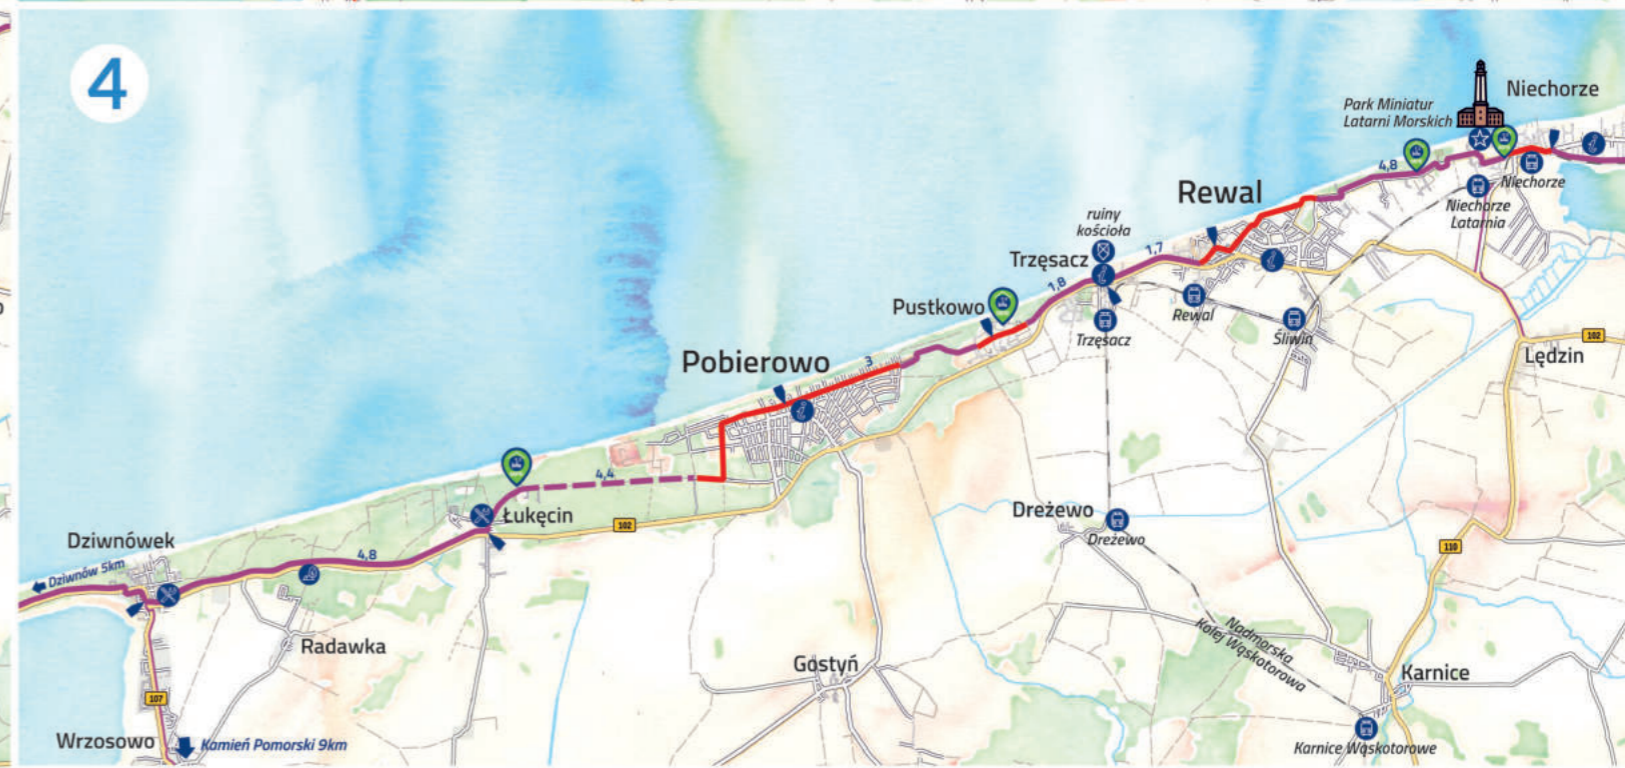 4
Niechorze
Park Miniatur
Latarni Morskich
4,8
Niechorze
Niechorze
Latarnia
Rewal
ruiny
kościoła
Trzęsacz
1,7
1,8
Rewal
Trzęsacz
Śliwin
102
Lędzin
Pustkowo
Pobierowo
3
4,4
Łukęcin
102
Dreżewo
Dreżewo
110
Dziwnówek
Dziwnów 5km
4,8
Radawka
107
Wrzosowo
Kamień Pomorski 9km
Gostyń
Nadmorska
Kolej Wąskotorowa
Karnice
Karnice Wąskotorowe